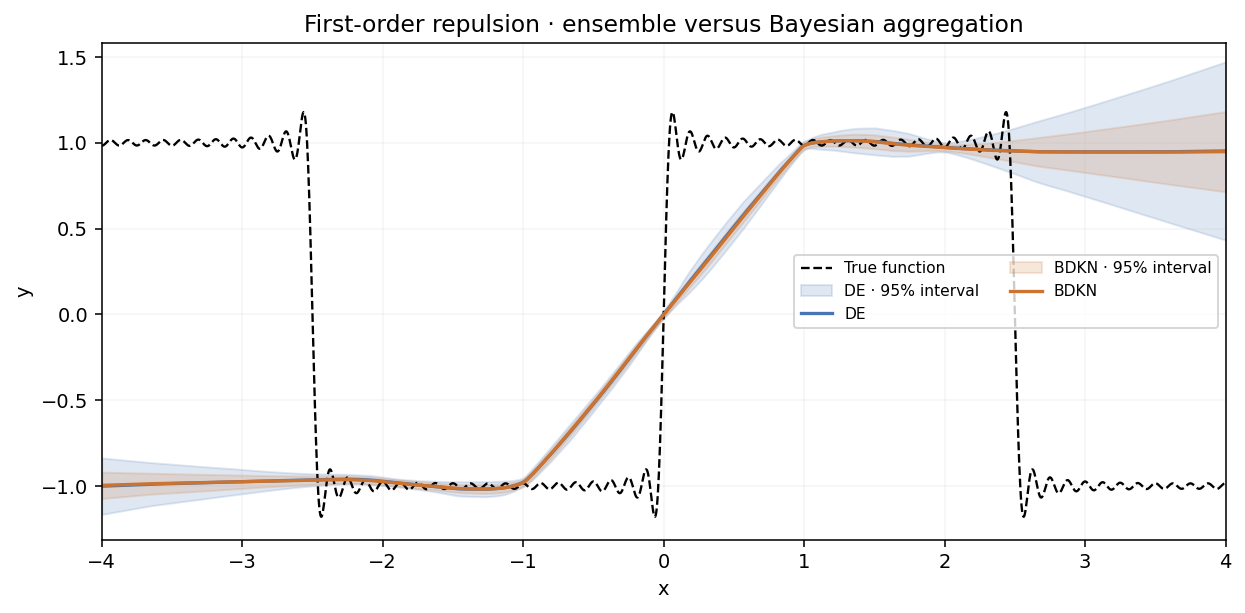 First-order repulsion · ensemble versus Bayesian aggregation
1.5
1.0
0.5
0.0
−0.5
−1.0
y
True function
DE · 95% interval
DE
BDKN · 95% interval
BDKN
−4
−3
−2
−1
0
1
2
3
4
x